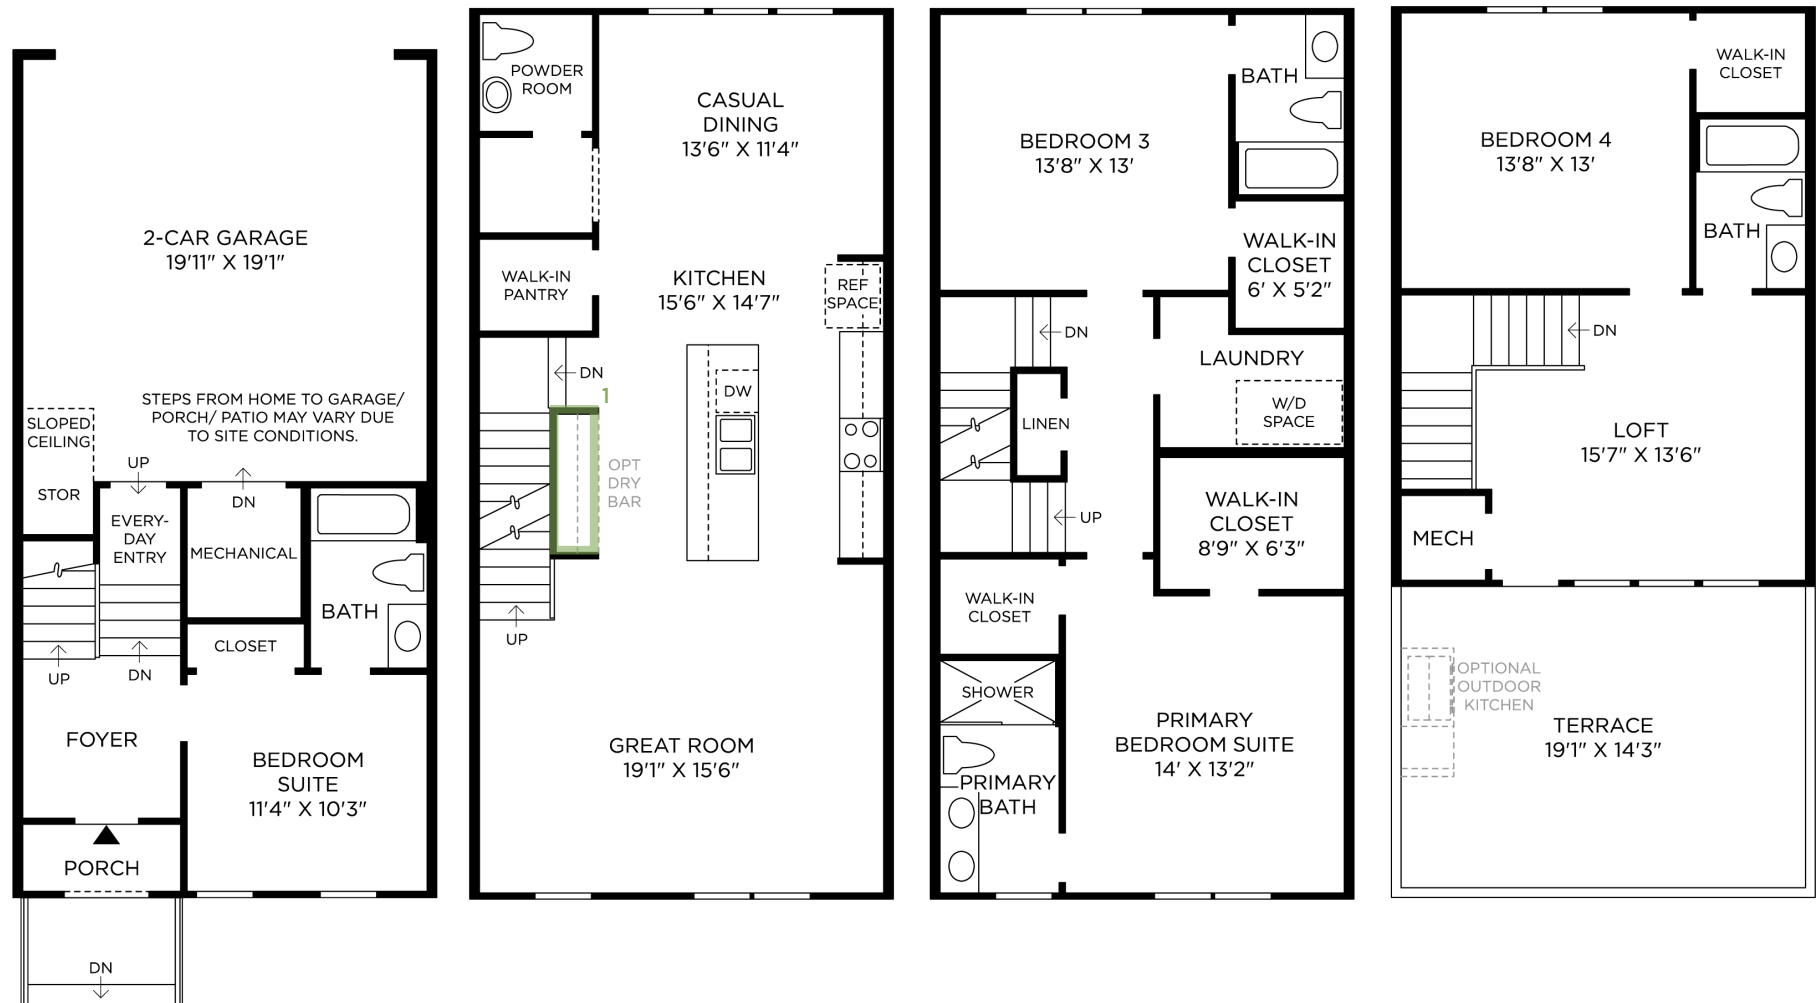 2-CAR GARAGE
19'11" X 19'1"
STEPS FROM HOME TO GARAGE/
PORCH/ PATIO MAY VARY DUE
TO SITE CONDITIONS.
SLOPED
CEILING
STOR
UP
DN
EVERY-
DAY
ENTRY
MECHANICAL
BATH
CLOSET
UP
DN
FOYER
BEDROOM
SUITE
11'4" X 10'3"
PORCH
DN
POWDER
ROOM
CASUAL
DINING
13'6" X 11'4"
WALK-IN
PANTRY
KITCHEN
15'6" X 14'7"
REF
SPACE
DN
1
DW
OPT
DRY
BAR
UP
GREAT ROOM
19'1" X 15'6"
BATH
BEDROOM 3
13'8" X 13'
WALK-IN
CLOSET
6' X 5'2"
DN
LAUNDRY
W/D
SPACE
LINEN
UP
WALK-IN
CLOSET
8'9" X 6'3"
WALK-IN
CLOSET
SHOWER
PRIMARY
BEDROOM SUITE
14' X 13'2"
PRIMARY
BATH
WALK-IN
CLOSET
BEDROOM 4
13'8" X 13'
BATH
DN
LOFT
15'7" X 13'6"
MECH
OPTIONAL
OUTDOOR
KITCHEN
TERRACE
19'1" X 14'3"